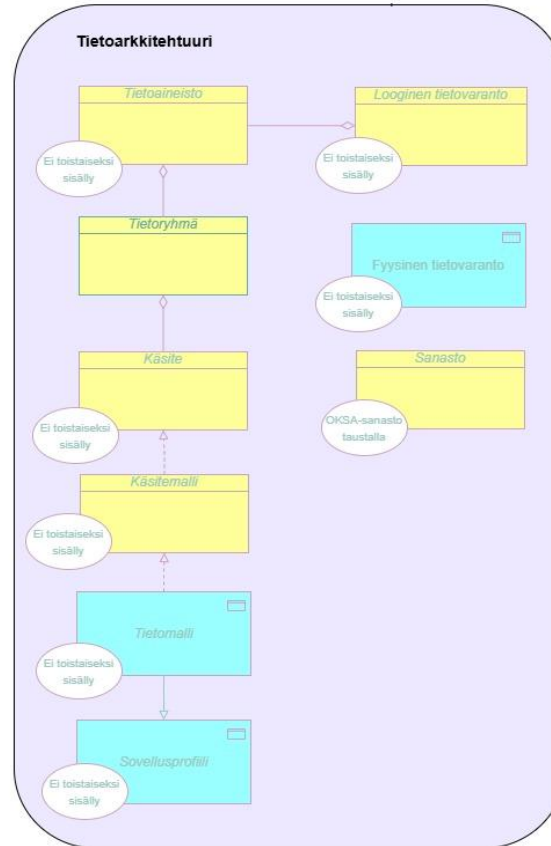 Tietoarkkitehtuuri
Tietoaineisto
Looginen tietovaranto
Ei toistaiseksi
sisälly
Ei toistaiseksi
sisälly
Tietoryhmä
Fyysinen tietovaranto
Ei toistaiseksi
sisälly
Käsite
Sanasto
Ei toistaiseksi
sisälly
OKSA-sanasto
taustalla
Käsitemalli
Ei toistaiseksi
sisälly
Tietomalli
Ei toistaiseksi
sisälly
Sovellusprofiili
Ei toistaiseksi
sisälly